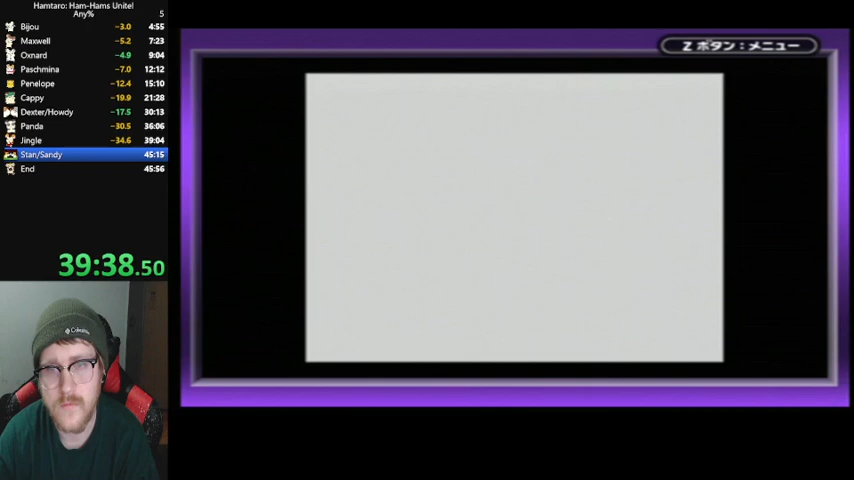 Hamtaro: Ham-Hams Unite!
Any% 5
Bijou -3.0 4:55
Maxwell -5.2 7:23
Oxnard -4.9 9:04
Paschmina -7.0 12:12
Penelope -12.4 15:10
Cappy -19.9 21:28
Dexter/Howdy -17.5 30:13
Panda -30.5 36:06
Jingle -34.6 39:04
Stan/Sandy 45:15
End 45:56
39:38.50
Z ボタン:メニュー
Columbia